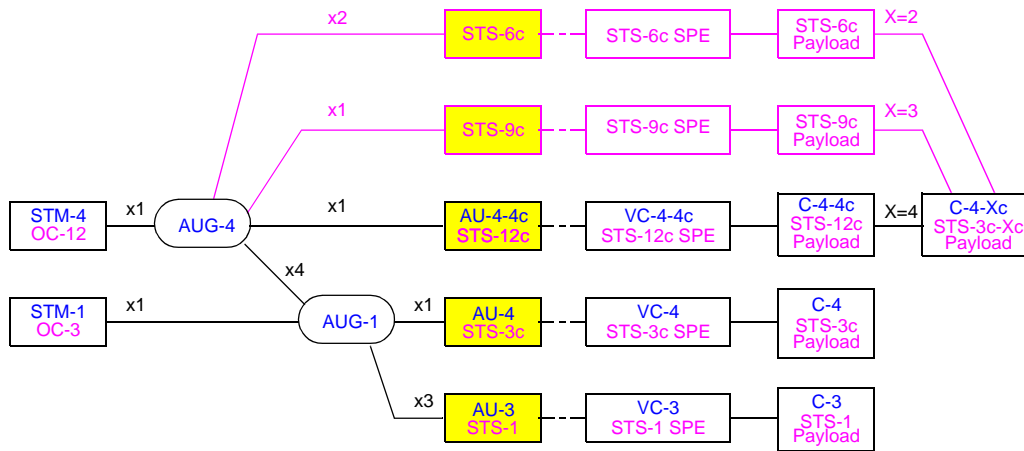 x2
STS-6c
STS-6c SPE
STS-6c
Payload
X=2
x1
STS-9c
STS-9c SPE
STS-9c
Payload
X=3
STM-4
OC-12
x1
AUG-4
x1
AU-4-4c
STS-12c
VC-4-4c
STS-12c SPE
C-4-4c
STS-12c
Payload
X=4
C-4-Xc
STS-3c-Xc
Payload
x4
STM-1
OC-3
x1
AUG-1
x1
AU-4
STS-3c
VC-4
STS-3c SPE
C-4
STS-3c
Payload
x3
AU-3
STS-1
VC-3
STS-1 SPE
C-3
STS-1
Payload